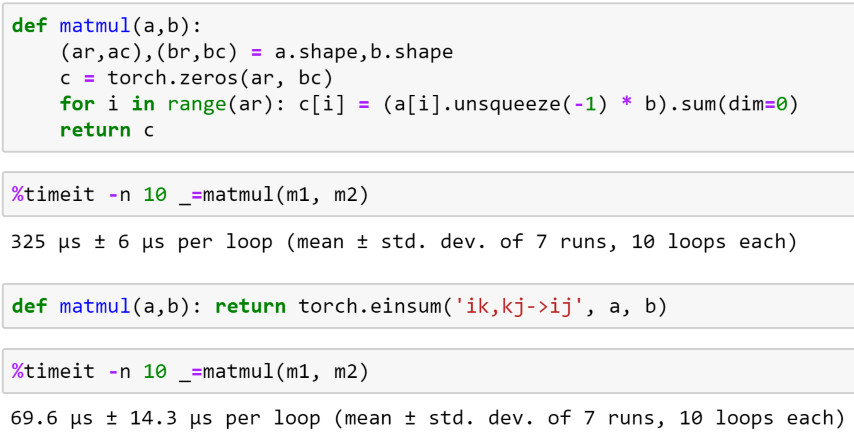 def matmul(a,b):
    (ar,ac),(br,bc) = a.shape,b.shape
    c = torch.zeros(ar, bc)
    for i in range(ar): c[i] = (a[i].unsqueeze(-1) * b).sum(dim=0)
    return c
%timeit -n 10 _=matmul(m1, m2)
325 µs ± 6 µs per loop (mean ± std. dev. of 7 runs, 10 loops each)
def matmul(a,b): return torch.einsum('ik,kj->ij', a, b)
%timeit -n 10 _=matmul(m1, m2)
69.6 µs ± 14.3 µs per loop (mean ± std. dev. of 7 runs, 10 loops each)